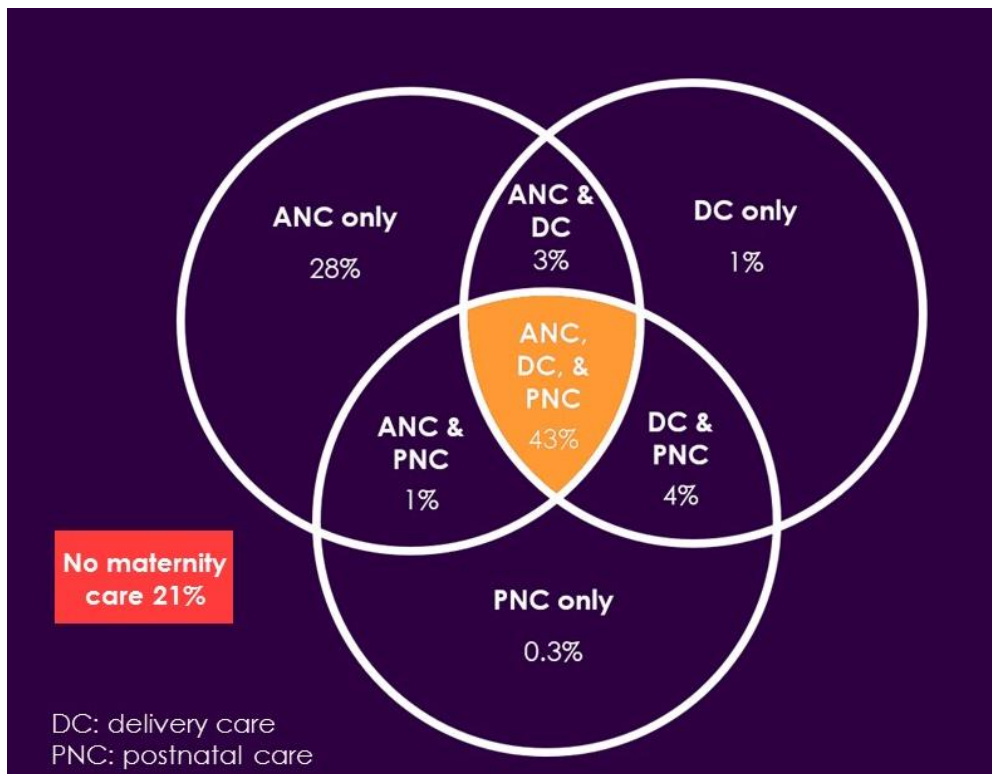 ANC only
28%
ANC &
DC
3%
DC only
1%
ANC,
DC, &
PNC
43%
ANC &
PNC
1%
DC &
PNC
4%
No maternity
care 21%
PNC only
0.3%
DC: delivery care
PNC: postnatal care